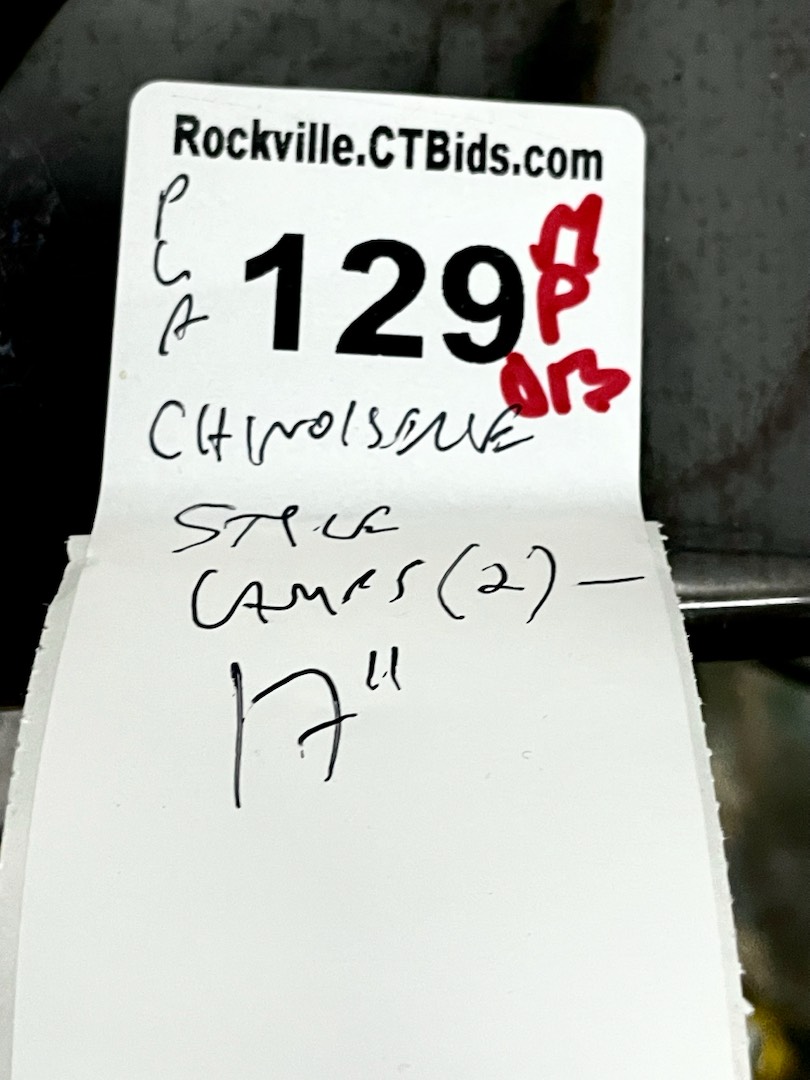 Rockville.CTBids.com
P
L
A
129
P
CHINOISERIE
STYLE
LAMPS (2) —
17"